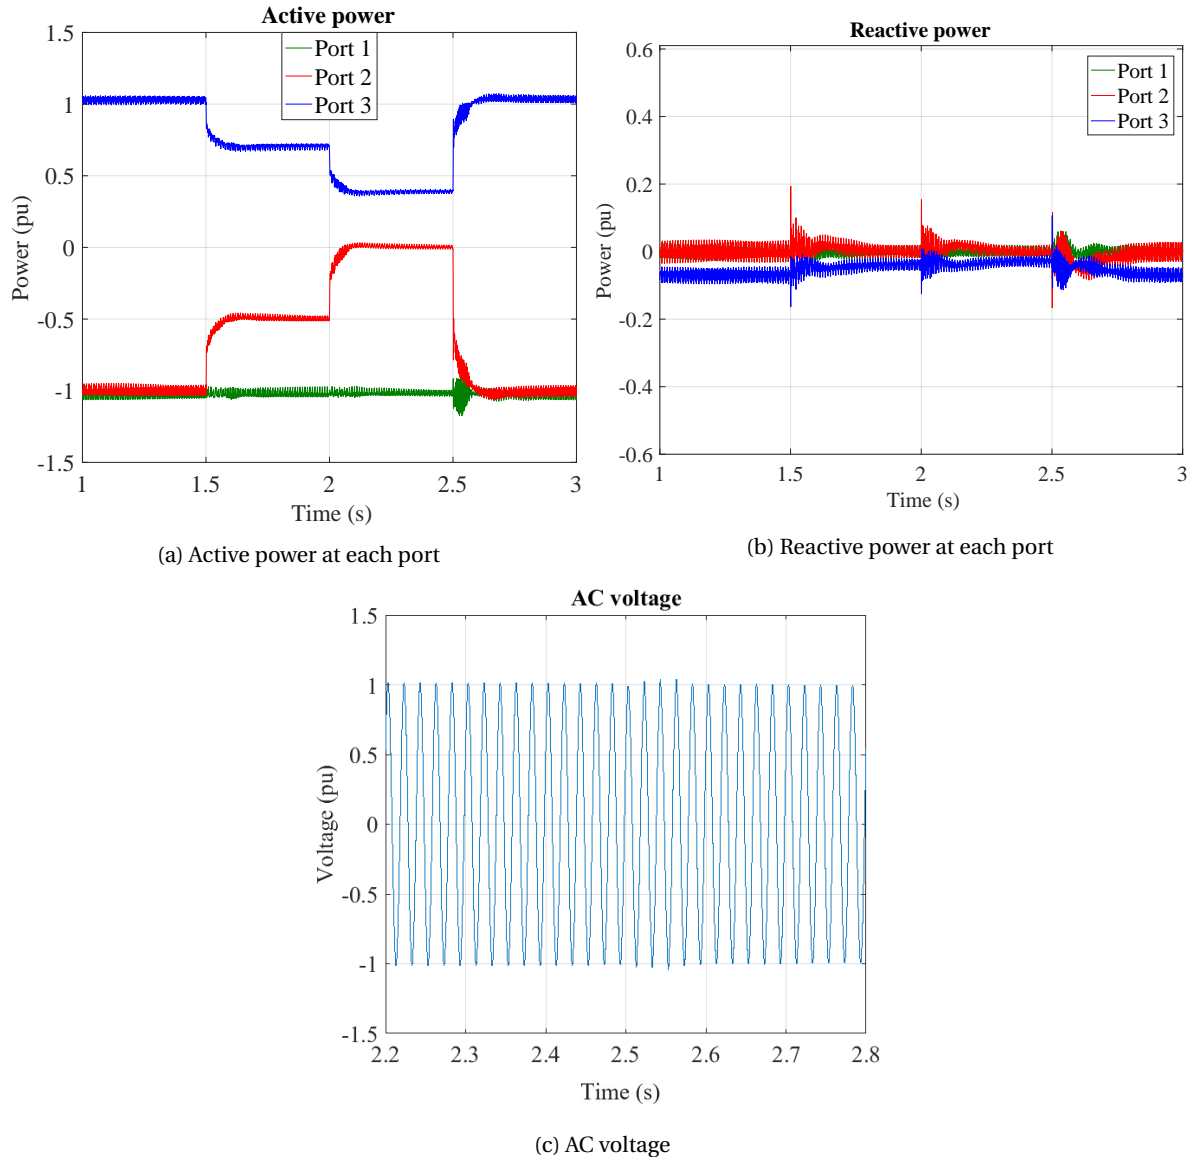 Active power
Port 1
Port 2
Port 3
Power (pu)
1.5
1
0.5
0
-0.5
-1
-1.5
1
1.5
2
2.5
3
Time (s)
(a) Active power at each port
Reactive power
Port 1
Port 2
Port 3
Power (pu)
0.6
0.4
0.2
0
-0.2
-0.4
-0.6
1
1.5
2
2.5
3
Time (s)
(b) Reactive power at each port
AC voltage
Voltage (pu)
1.5
1
0.5
0
-0.5
-1
-1.5
2.2
2.3
2.4
2.5
2.6
2.7
2.8
Time (s)
(c) AC voltage